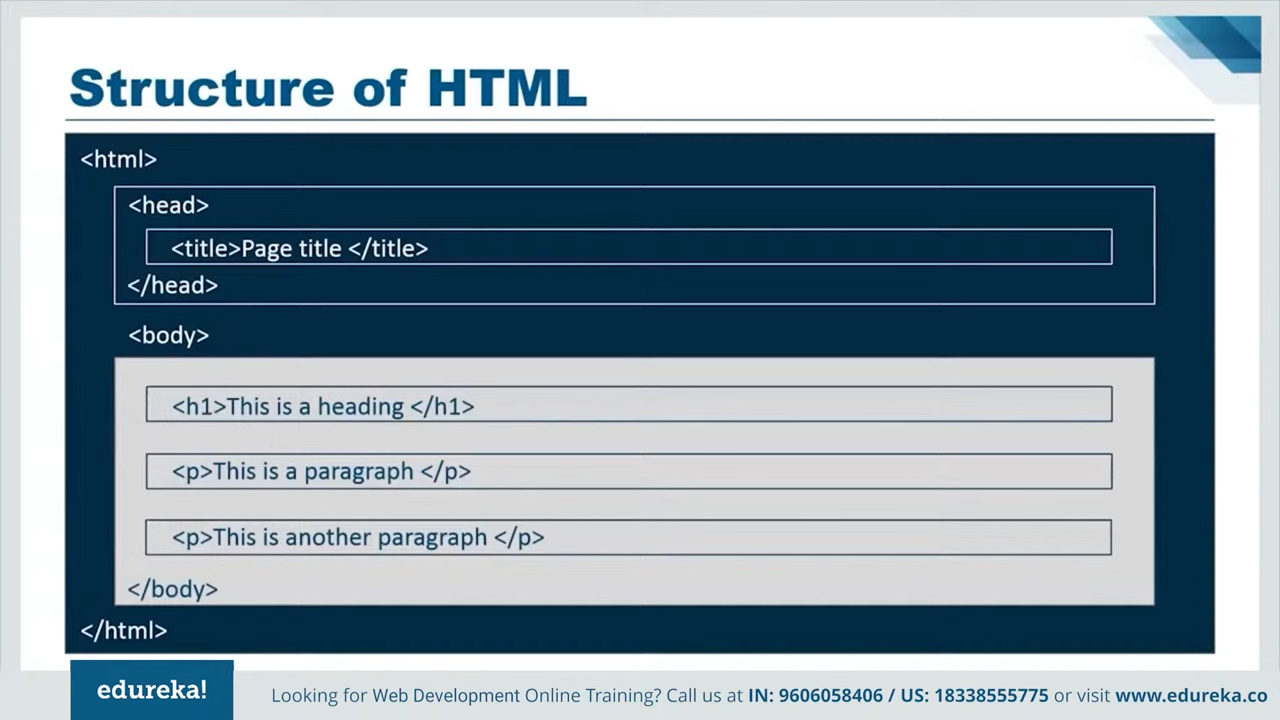 Structure of HTML
<html>
<head>
<title>Page title </title>
</head>
<body>
<h1>This is a heading </h1>
<p>This is a paragraph </p>
<p>This is another paragraph </p>
</body>
</html>
edureka!
Looking for Web Development Online Training? Call us at IN: 9606058406 / US: 18338555775 or visit www.edureka.co